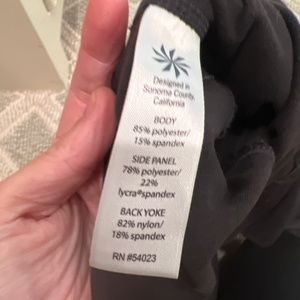 Designed in
Sonoma County,
California
BODY
85% polyester/
15% spandex
SIDE PANEL
78% polyester/
22%
lycra®spandex
BACK YOKE
82% nylon/
18% spandex
RN #54023